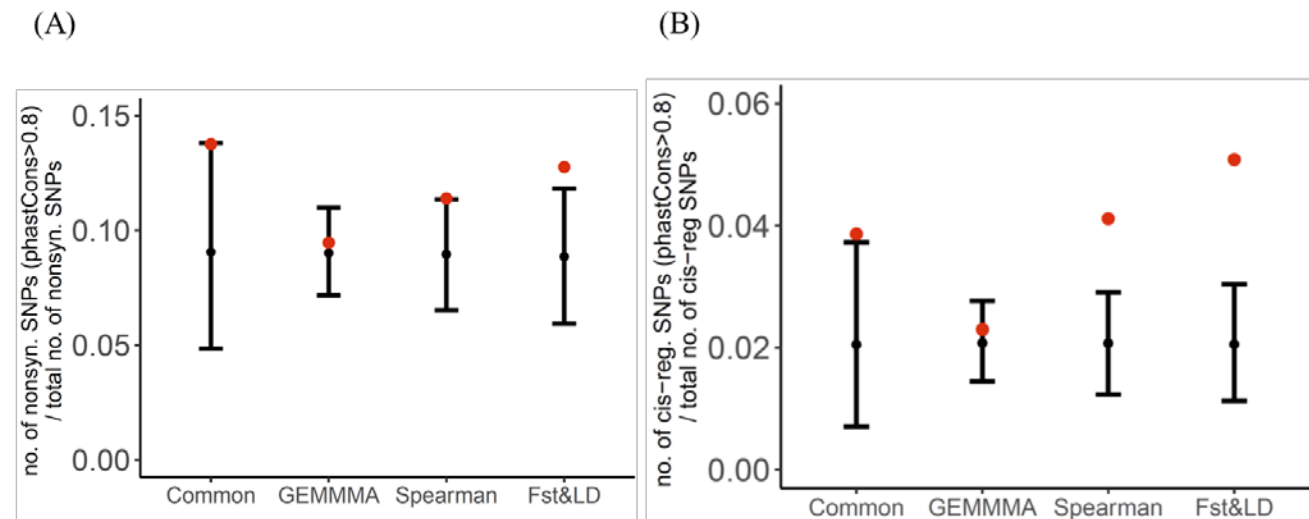 (A)
(B)
no. of nonsyn. SNPs (phastCons>0.8)
/ total no. of nonsyn. SNPs
0.15
0.10
0.05
0.00
Common GEMMMA Spearman Fst&LD
no. of cis−reg. SNPs (phastCons>0.8)
/ total no. of cis−reg SNPs
0.06
0.04
0.02
0.00
Common GEMMMA Spearman Fst&LD